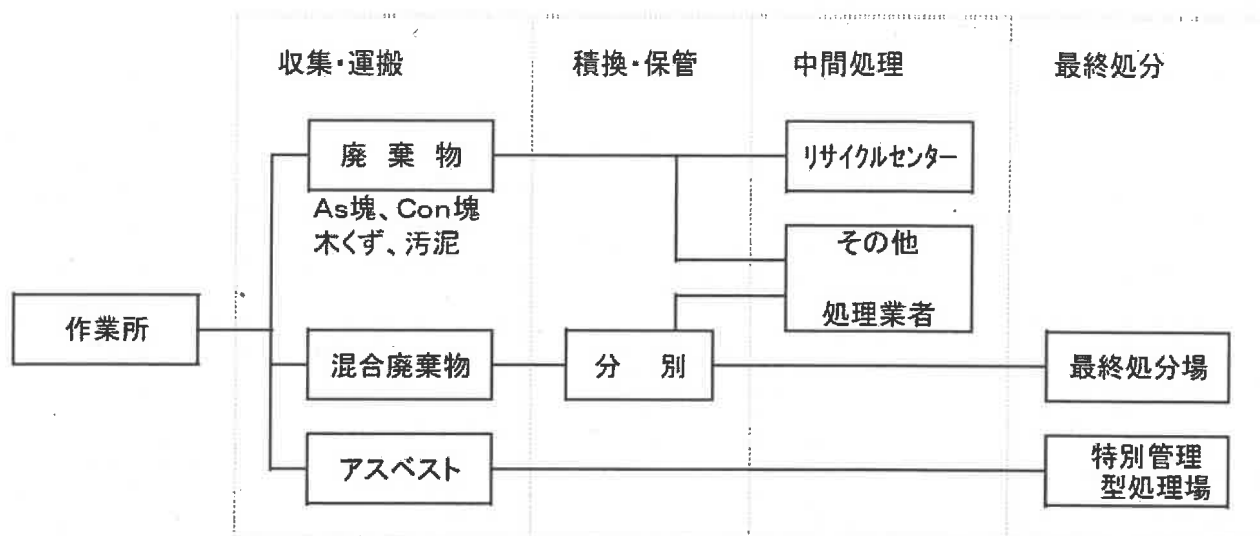 収集・運搬
積換・保管
中間処理
最終処分
廃棄物
リサイクルセンター
As塊、Con塊
木くず、汚泥
その他
処理業者
作業所
混合廃棄物
分別
最終処分場
アスベスト
特別管理
型処理場